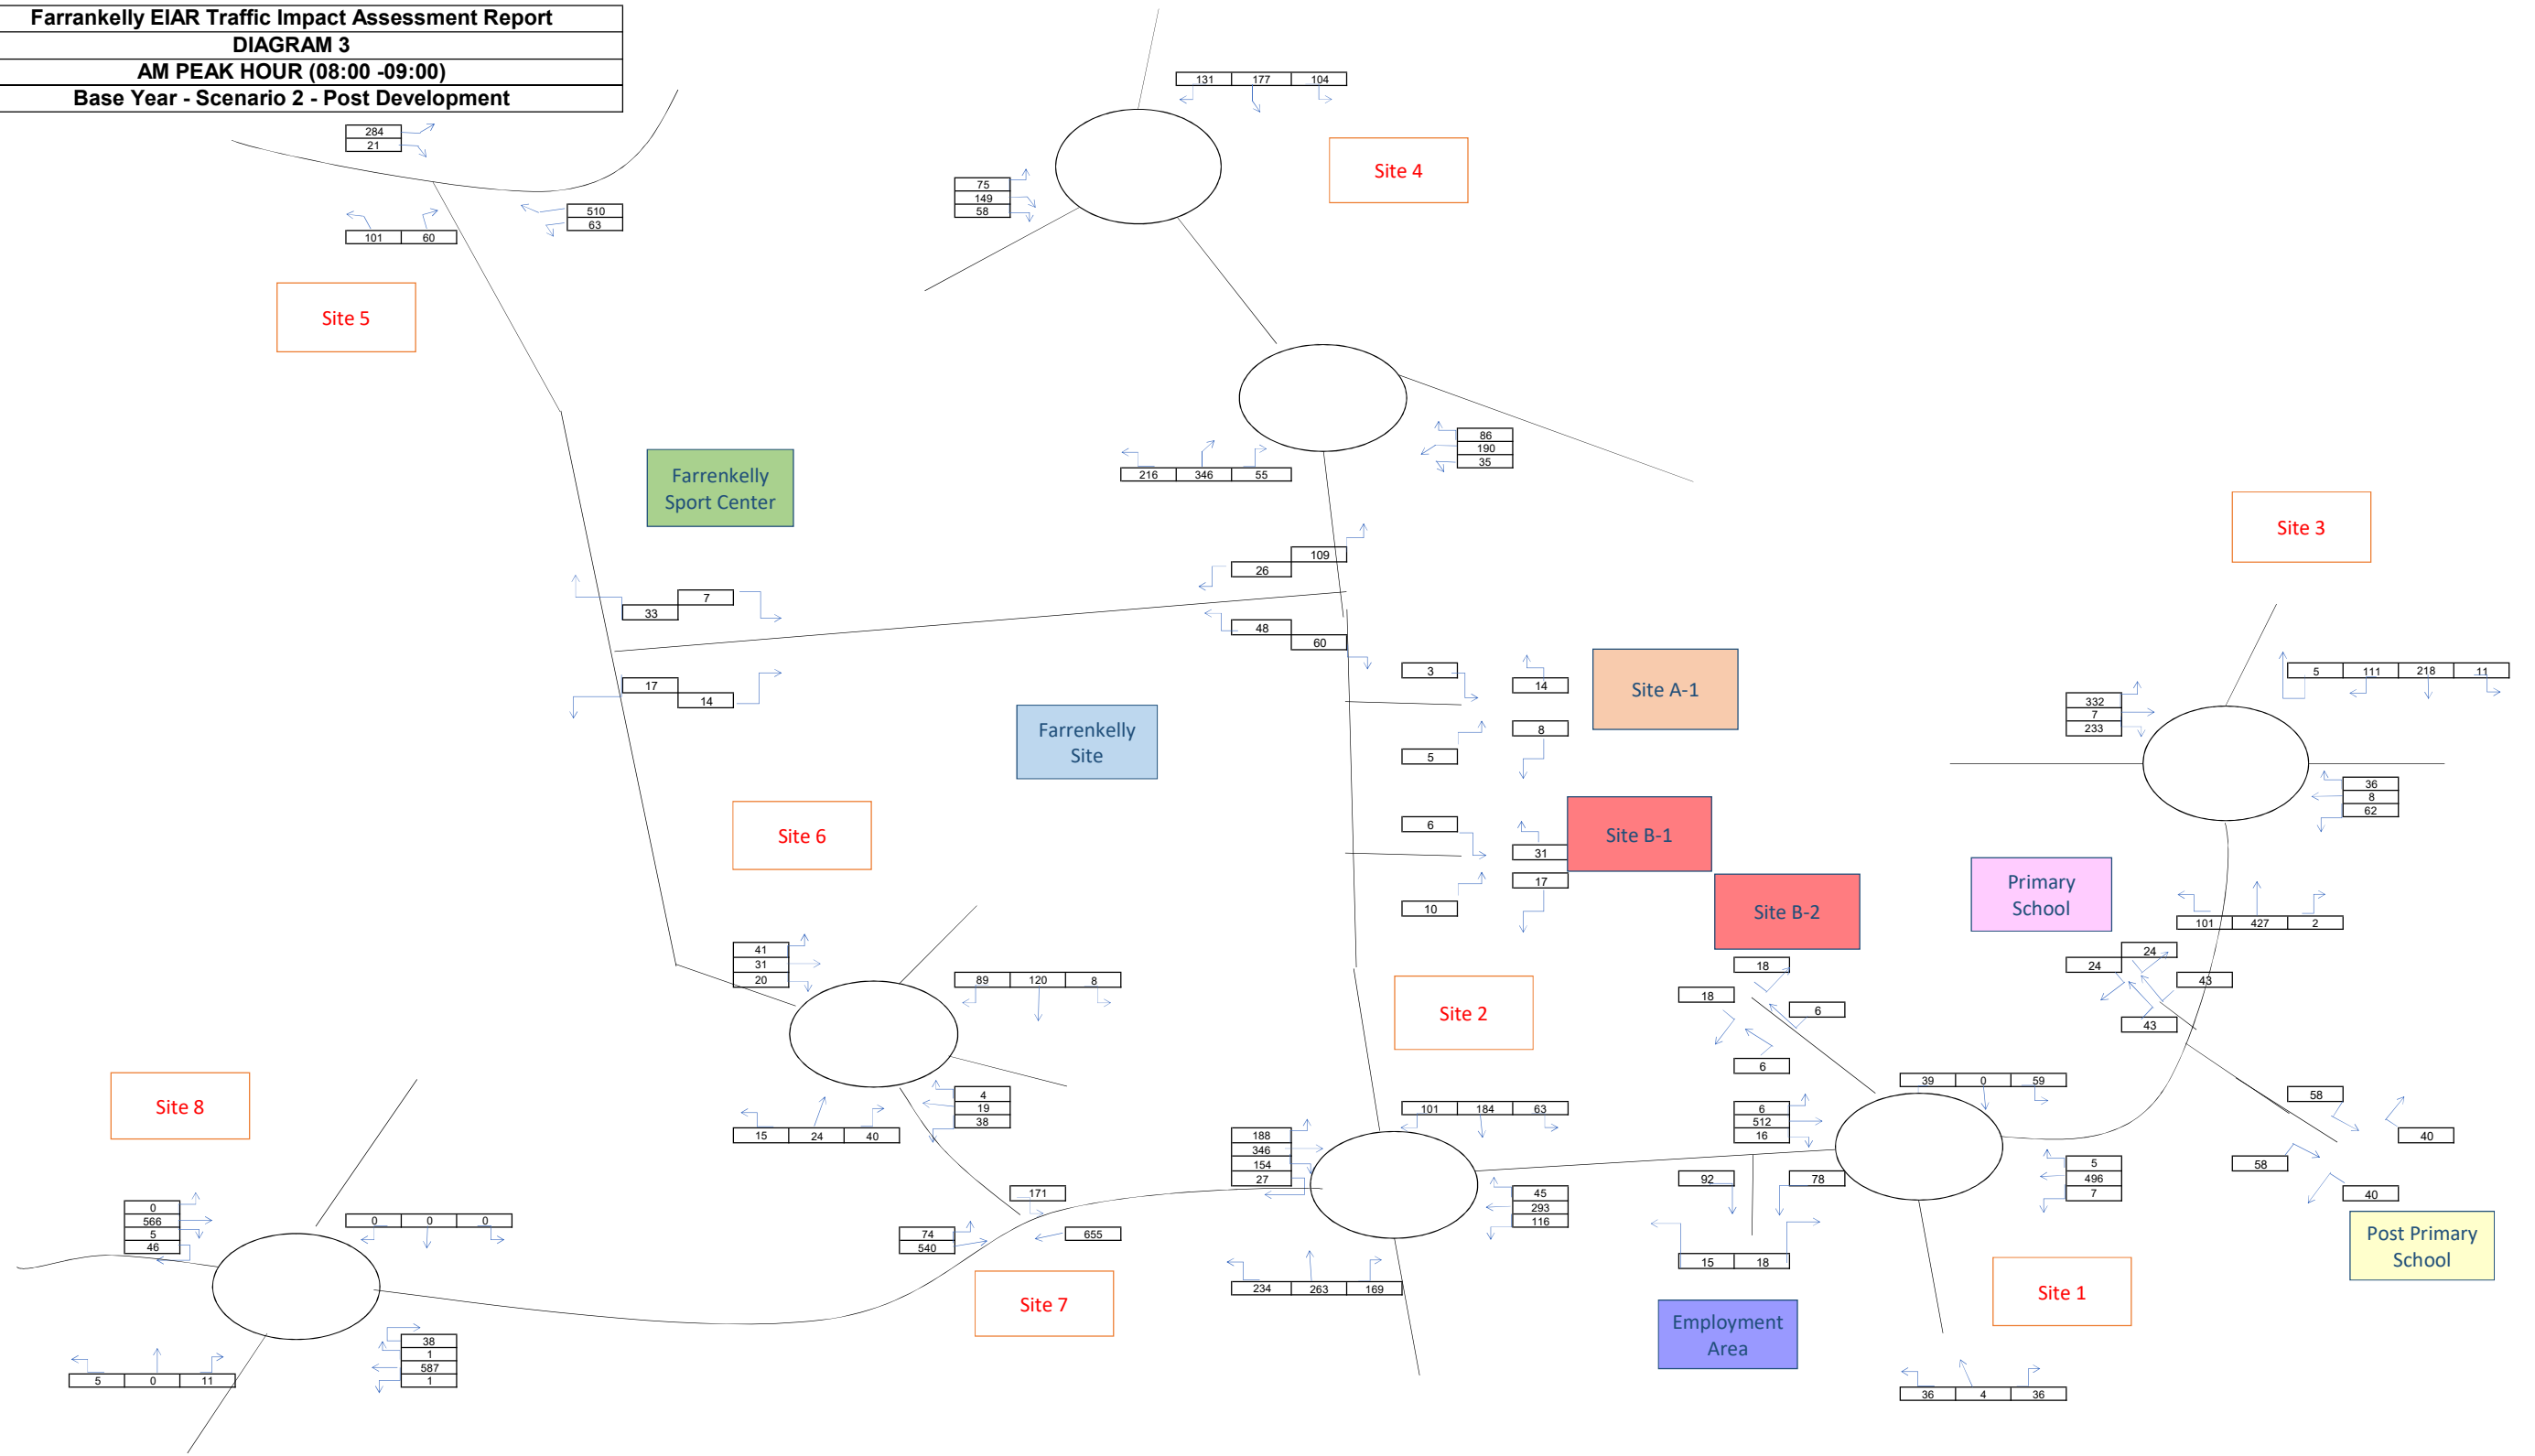 Farrankelly EIAR Traffic Impact Assessment Report
DIAGRAM 3
AM PEAK HOUR (08:00 -09:00)
Base Year - Scenario 2 - Post Development
131 177 104
284
21
Site 4
75
149
58
510
63
101 60
Site 5
86
190
35
216 346 55
Farrenkelly
Sport Center
Site 3
109
26
7
33
48
60
3
14
Site A-1
5 111 218 11
17
14
332
7
233
Farrenkelly
Site
8
5
36
8
62
Site 6
6
Site B-1
31
17
10
Primary
School
Site B-2
101 427 2
41
31
20
24
24
18
43
89 120 8
18
Site 2
6
43
6
39 0 59
58
Site 8
4
19
38
101 184 63
6
512
16
15 24 40
188
346
154
27
40
5
496
7
58
92 78
171
45
293
116
40
0
566
5
46
0 0 0
74
540
655
Post Primary
School
15 18
Site 7
234 263 169
Site 1
Employment
Area
38
1
587
1
5 0 11
36 4 36